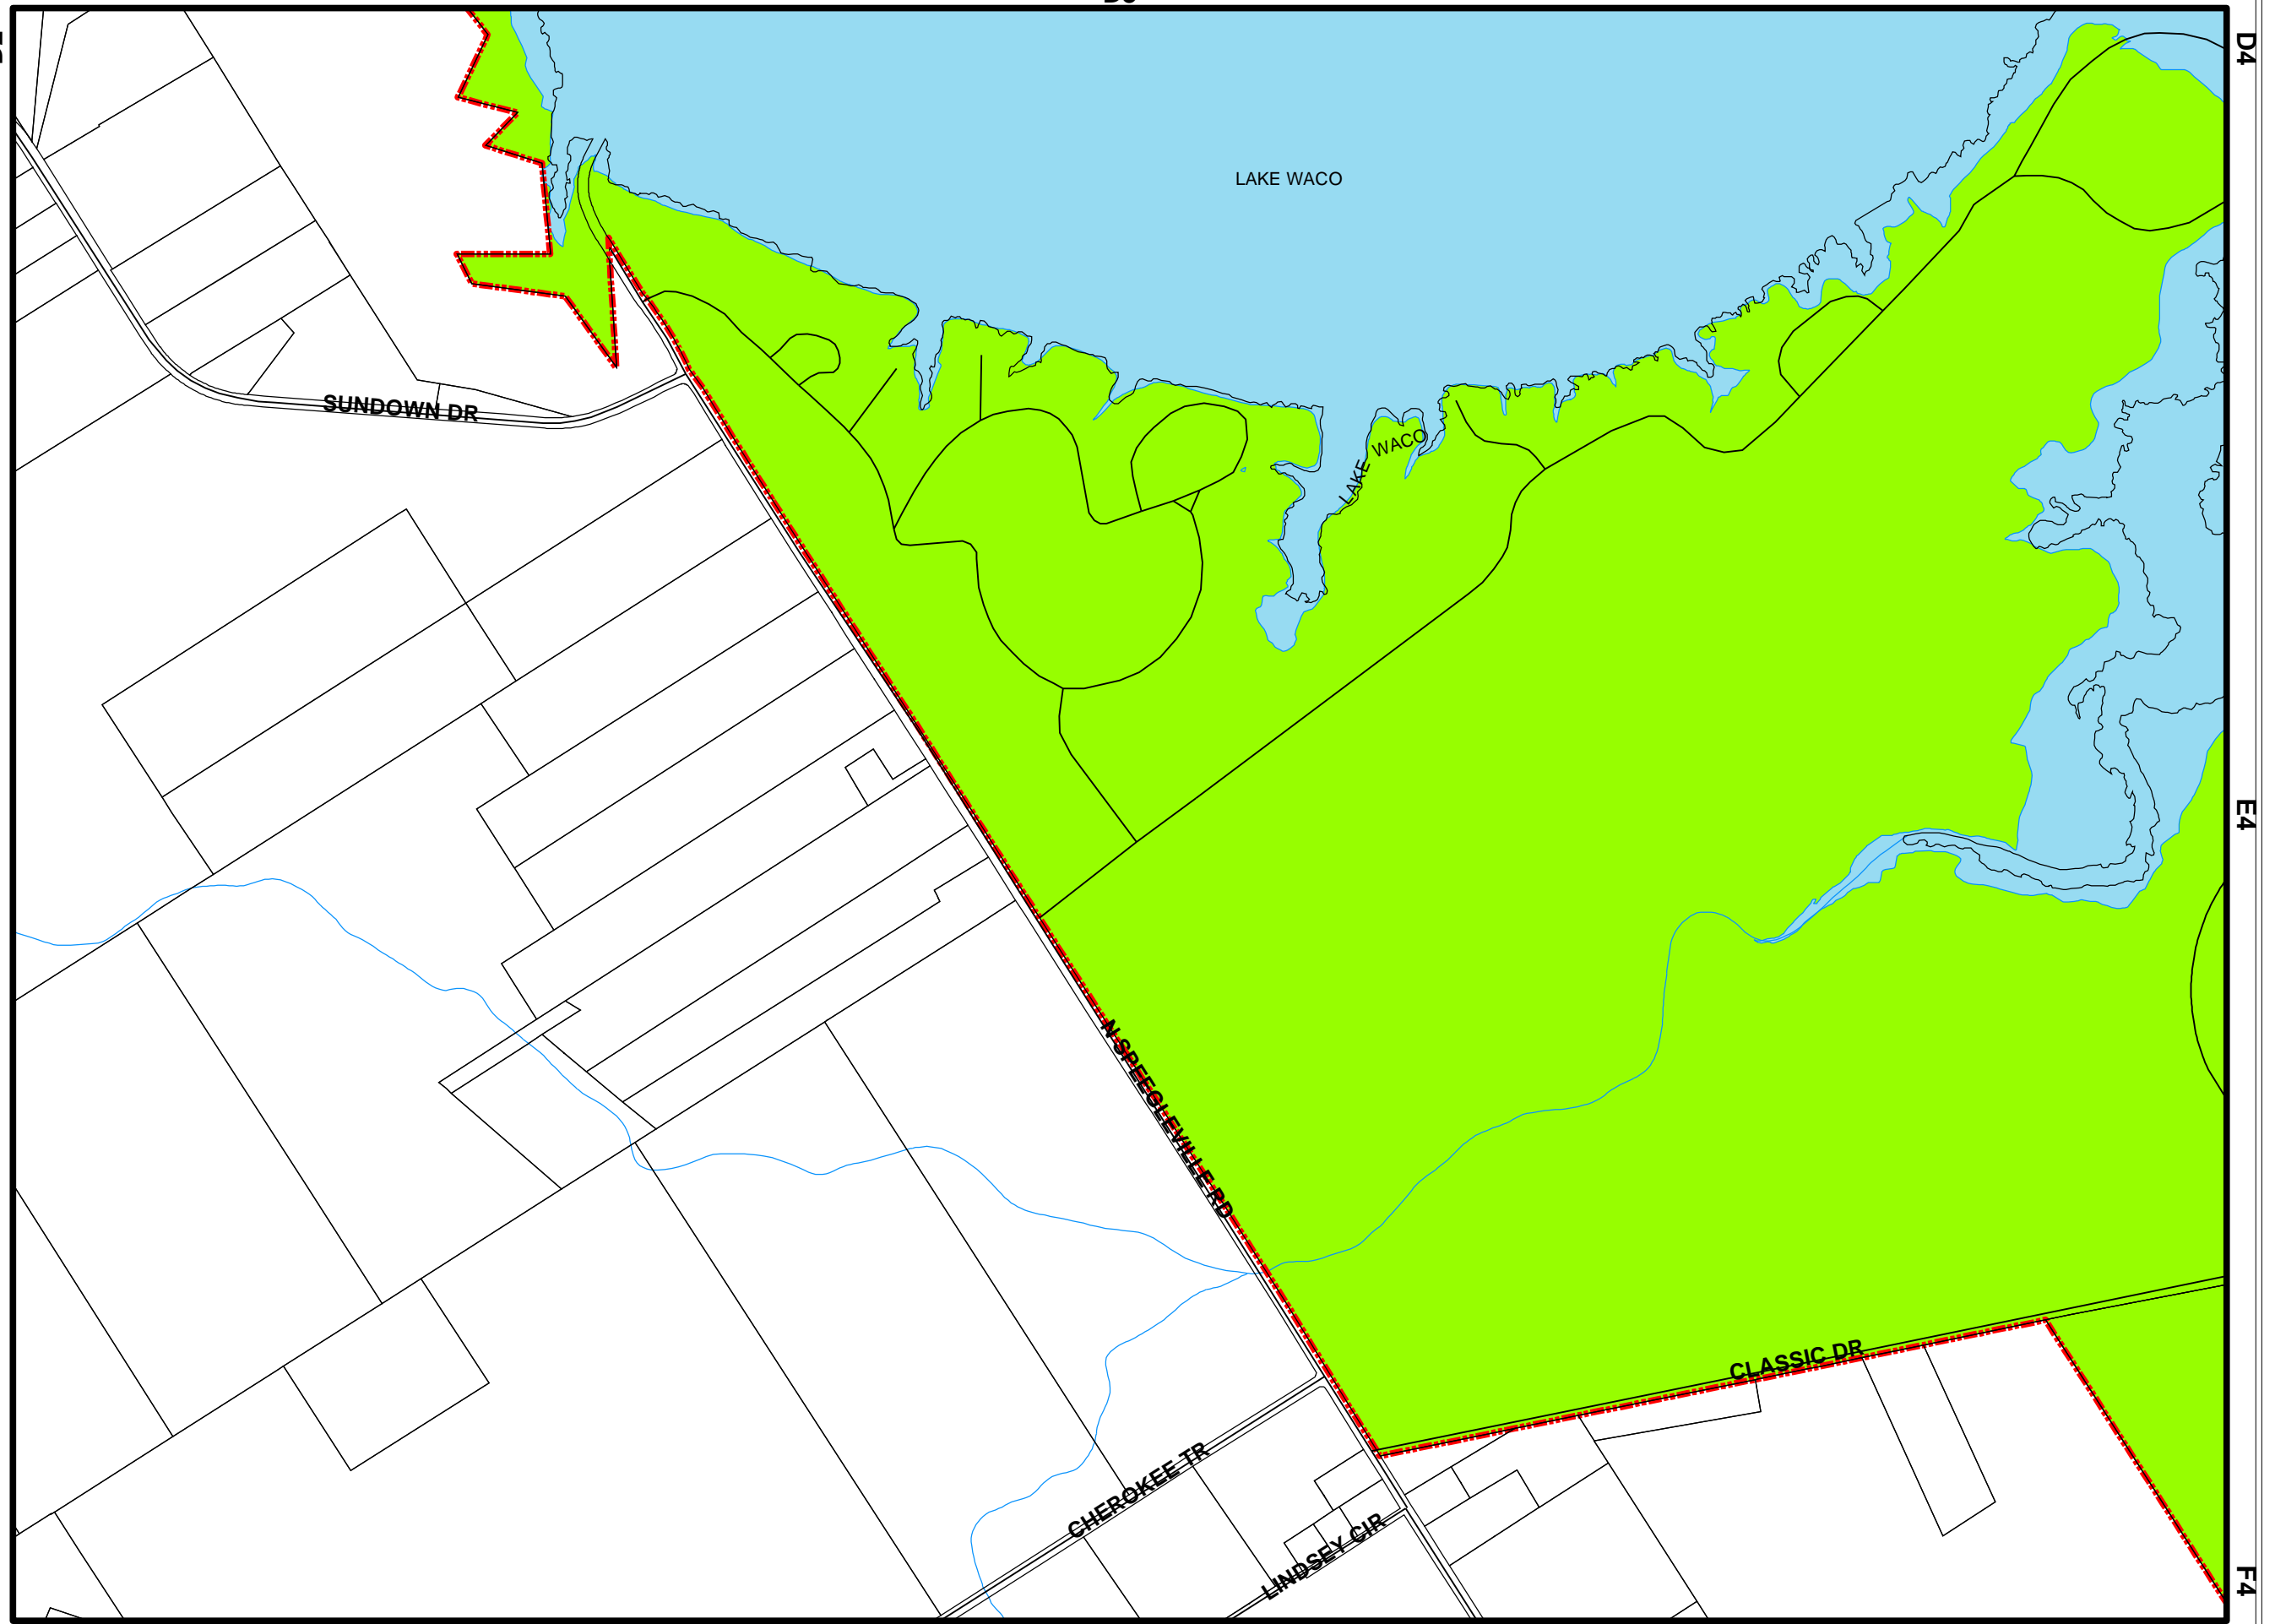 D4
LAKE WACO
SUNDOWN DR
LAKE WACO
E4
N SPEEGLEVILLE RD
CLASSIC DR
CHEROKEE TR
LINDSEY CIR
F4